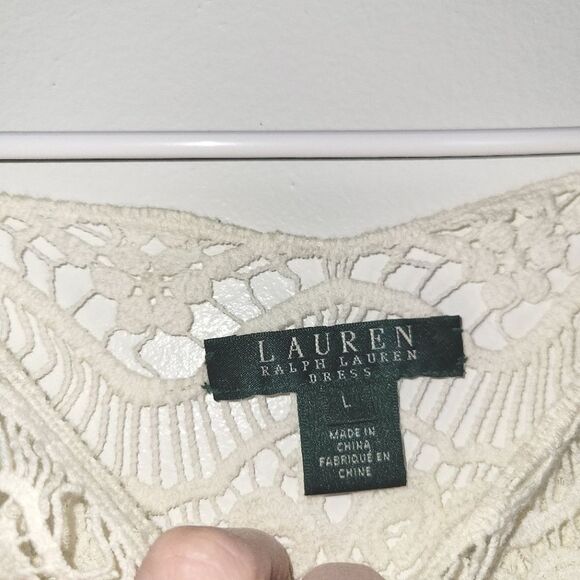 LAUREN
RALPH LAUREN
DRESS
L
MADE IN
CHINA
FABRIQUÉ EN
CHINE